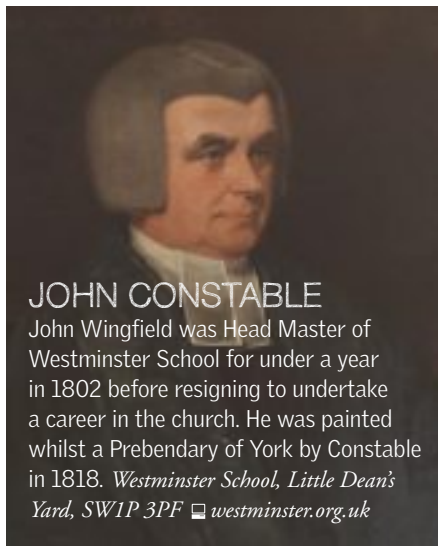 JOHN CONSTABLE
John Wingfield was Head Master of
Westminster School for under a year
in 1802 before resigning to undertake
a career in the church. He was painted
whilst a Prebendary of York by Constable
in 1818. Westminster School, Little Dean's
Yard, SW1P 3PF westminster.org.uk